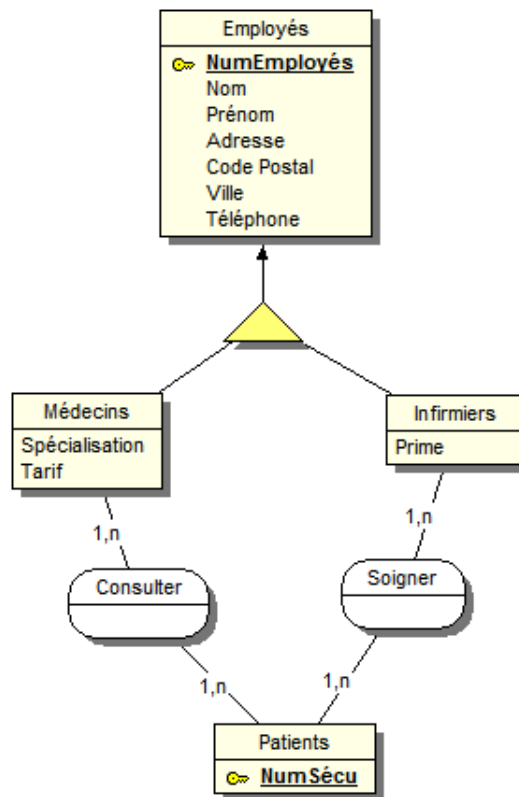 Employés
NumEmployés
Nom
Prénom
Adresse
Code Postal
Ville
Téléphone
Médecins
Spécialisation
Tarif
Infirmiers
Prime
1,n
1,n
Consulter
Soigner
1,n
1,n
Patients
NumSécu